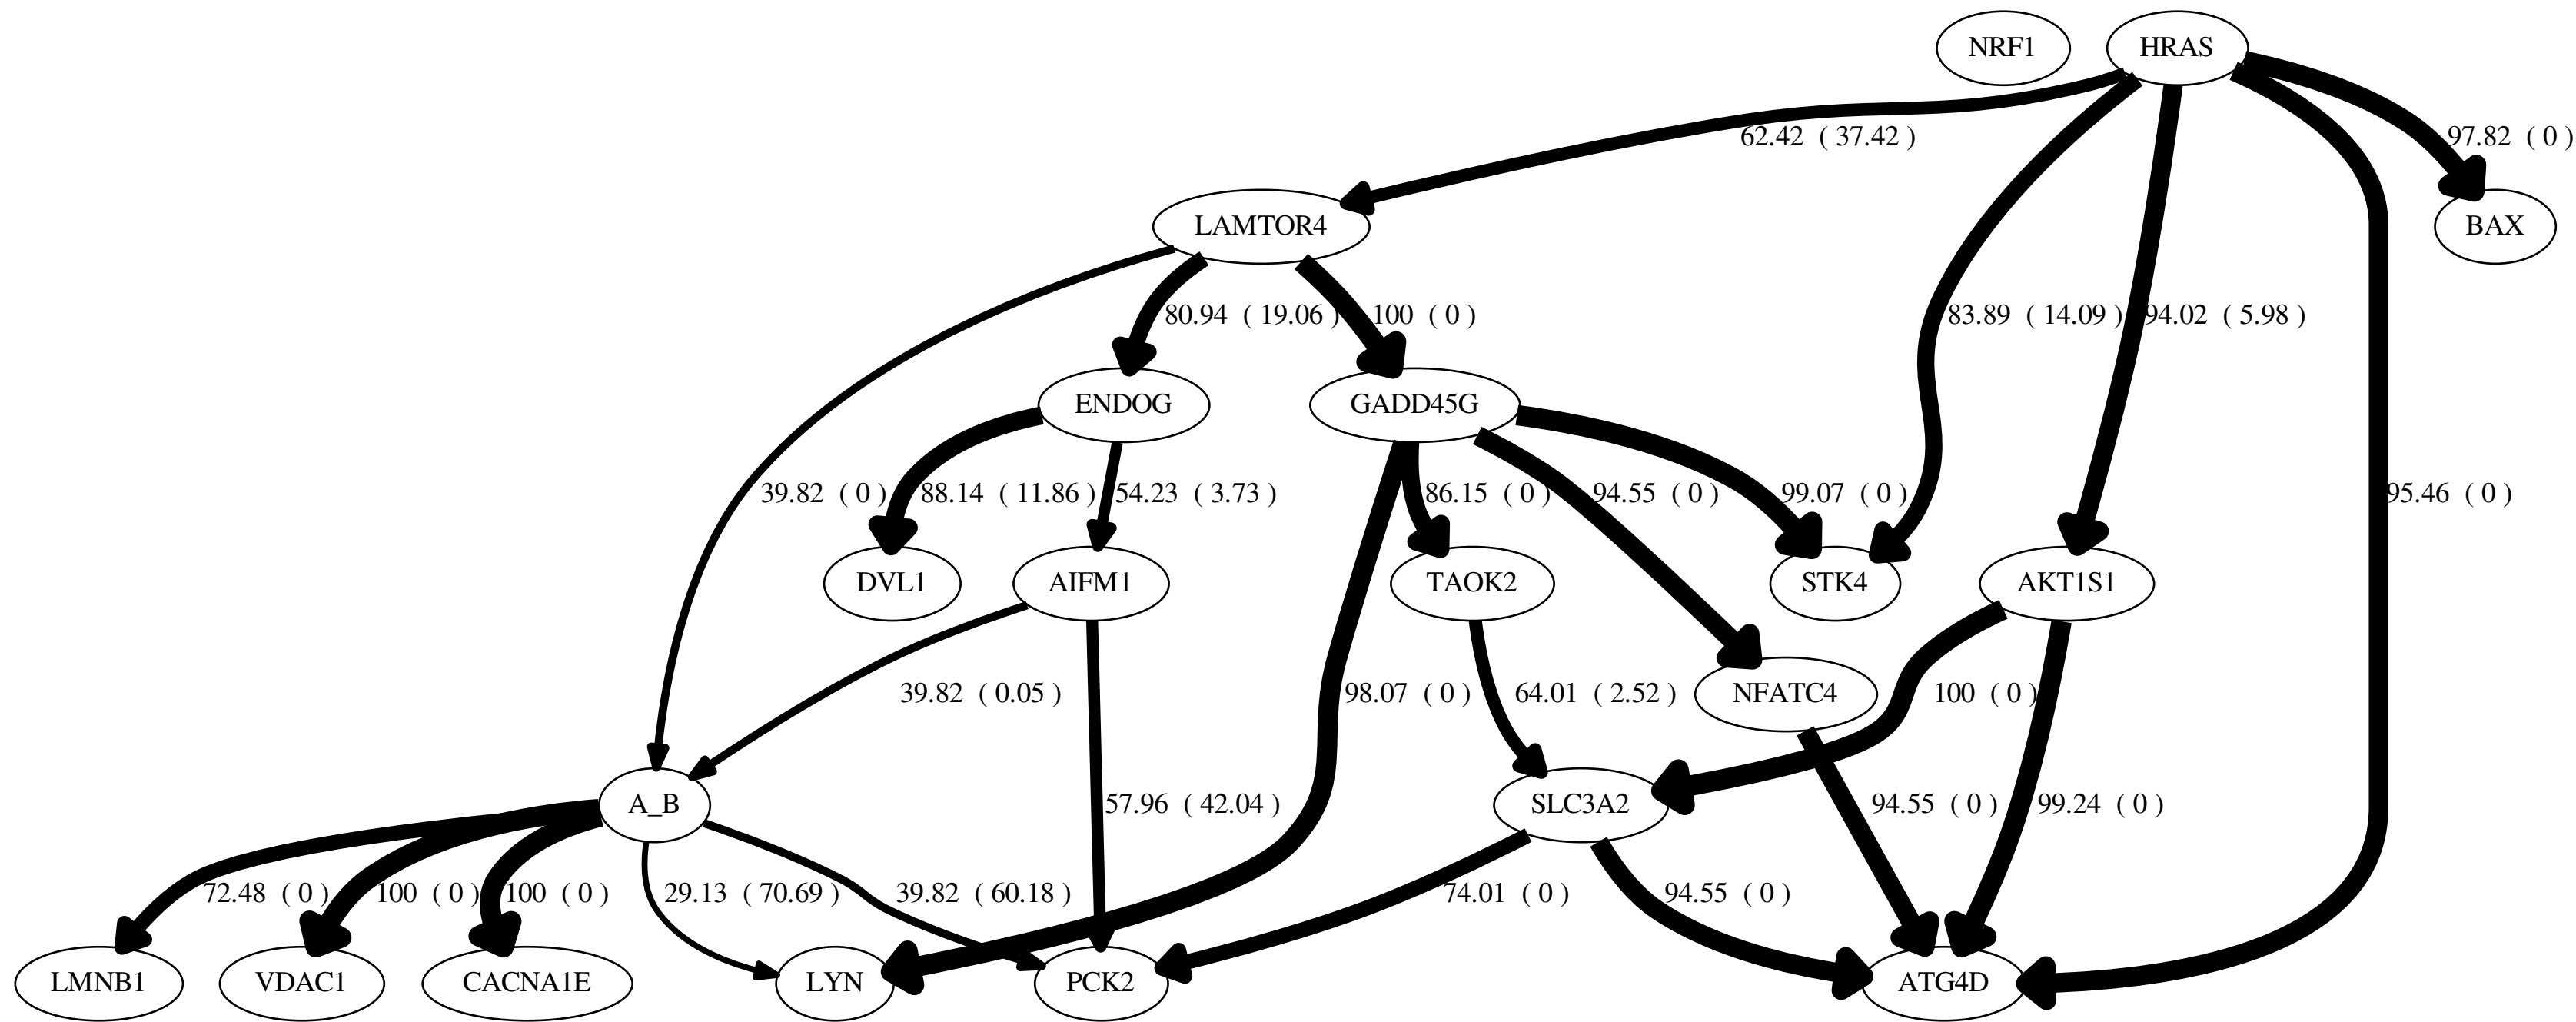 NRF1
HRAS
62.42 ( 37.42 )
97.82 ( 0 )
LAMTOR4
BAX
80.94 ( 19.06 )
100 ( 0 )
83.89 ( 14.09 )
94.02 ( 5.98 )
ENDOG
GADD45G
39.82 ( 0 )
88.14 ( 11.86 )
54.23 ( 3.73 )
86.15 ( 0 )
94.55 ( 0 )
99.07 ( 0 )
95.46 ( 0 )
DVL1
AIFM1
TAOK2
STK4
AKT1S1
39.82 ( 0.05 )
98.07 ( 0 )
64.01 ( 2.52 )
NFATC4
100 ( 0 )
A_B
57.96 ( 42.04 )
SLC3A2
94.55 ( 0 )
99.24 ( 0 )
72.48 ( 0 )
100 ( 0 )
100 ( 0 )
29.13 ( 70.69 )
39.82 ( 60.18 )
74.01 ( 0 )
94.55 ( 0 )
LMNB1
VDAC1
CACNA1E
LYN
PCK2
ATG4D